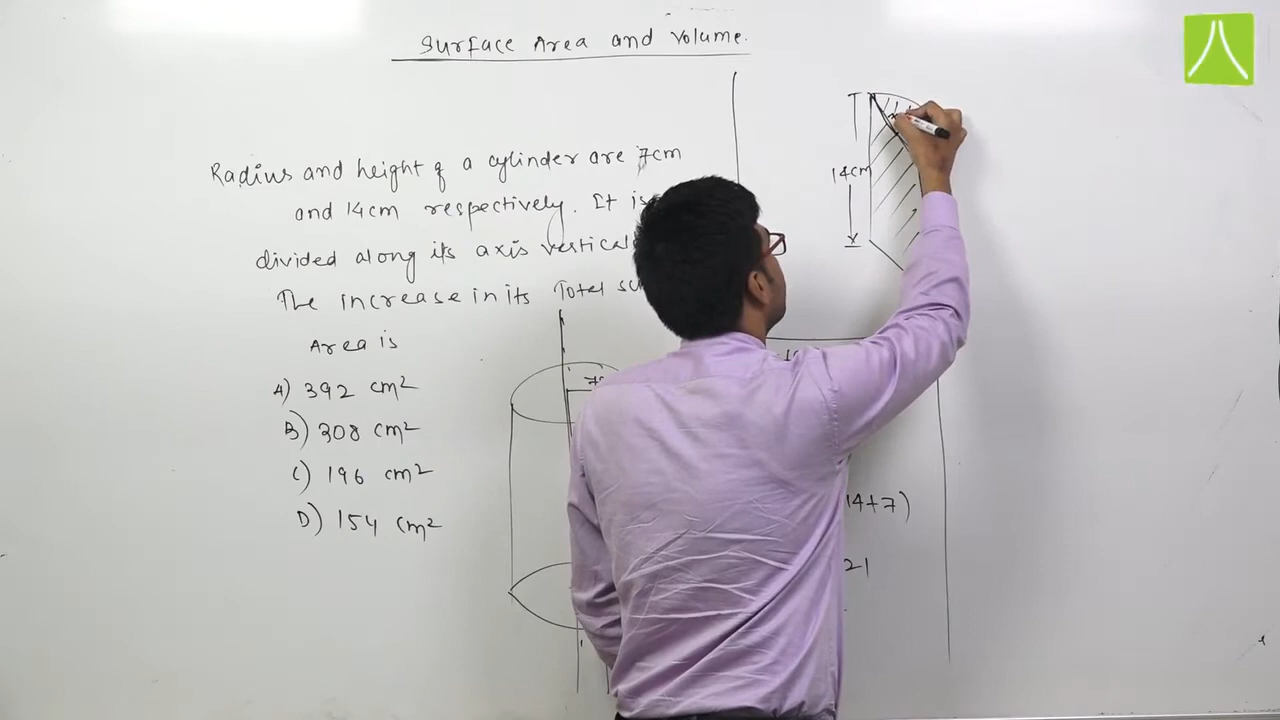 Surface Area and Volume.
Radius and height of a cylinder are 7cm
and 14cm respectively. It is
divided along its axis
The increase in its Total
Area is
A) 392 cm²
B) 308 cm²
C) 196 cm²
D) 154 cm²
14cm
14+7)
21